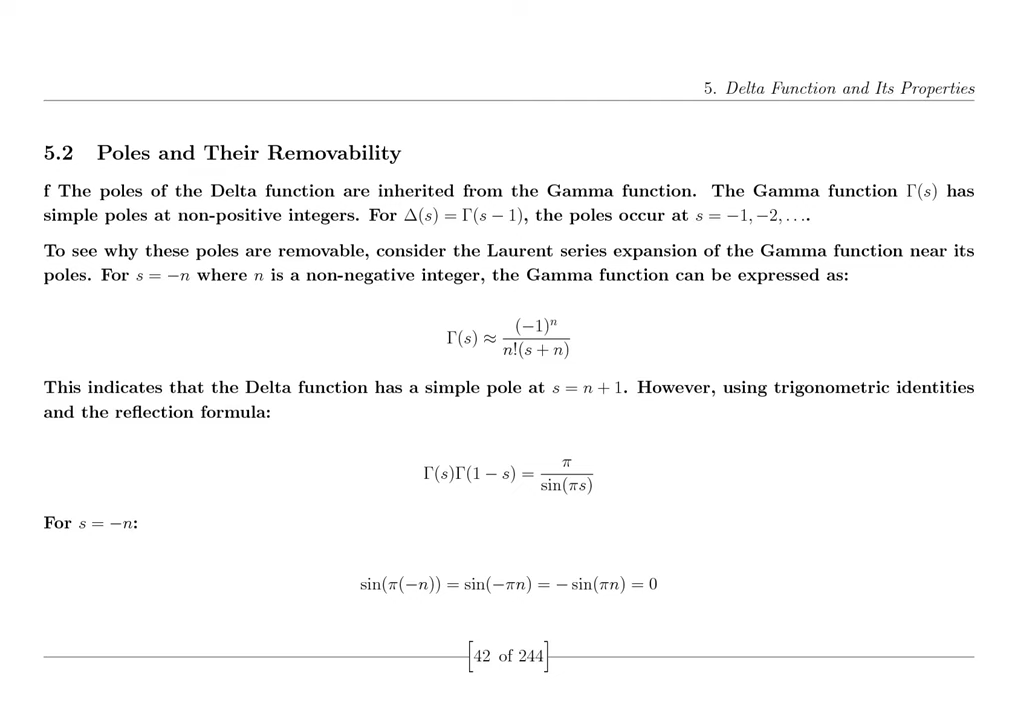 5. Delta Function and Its Properties
5.2 Poles and Their Removability
f The poles of the Delta function are inherited from the Gamma function. The Gamma function Γ(s) has
simple poles at non-positive integers. For Δ(s) = Γ(s − 1), the poles occur at s = −1, −2, . . ..
To see why these poles are removable, consider the Laurent series expansion of the Gamma function near its
poles. For s = −n where n is a non-negative integer, the Gamma function can be expressed as:
Γ(s) ≈ (−1)ⁿ / n!(s + n)
This indicates that the Delta function has a simple pole at s = n + 1. However, using trigonometric identities
and the reflection formula:
Γ(s)Γ(1 − s) = π / sin(πs)
For s = −n:
sin(π(−n)) = sin(−πn) = − sin(πn) = 0
[42 of 244]